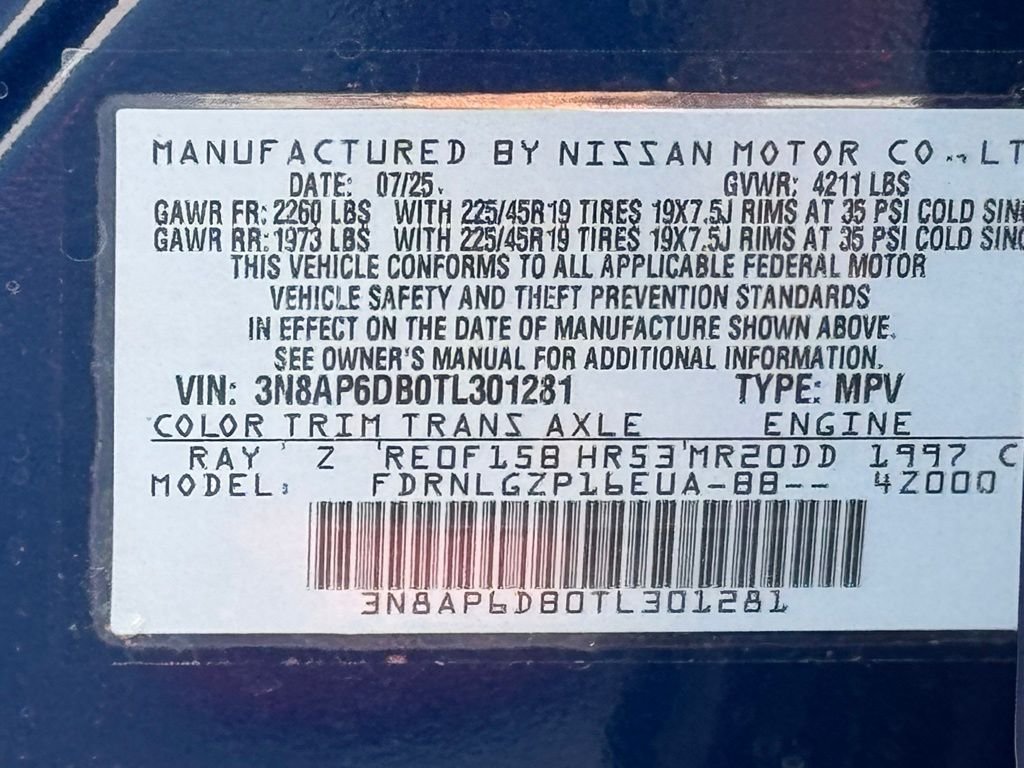 MANUFACTURED BY NISSAN MOTOR CO., LT
DATE: 07/25. GVWR: 4211 LBS
GAWR FR: 2260 LBS WITH 225/45R19 TIRES 19X7.5J RIMS AT 35 PSI COLD SIN
GAWR RR: 1973 LBS WITH 225/45R19 TIRES 19X7.5J RIMS AT 35 PSI COLD SING
THIS VEHICLE CONFORMS TO ALL APPLICABLE FEDERAL MOTOR
VEHICLE SAFETY AND THEFT PREVENTION STANDARDS
IN EFFECT ON THE DATE OF MANUFACTURE SHOWN ABOVE.
SEE OWNER'S MANUAL FOR ADDITIONAL INFORMATION.
VIN: 3N8AP6DB0TL301281 TYPE: MPV
COLOR TRIM TRANS AXLE ENGINE
RAY Z RE0F15B HR53 MR20DD 1997 C
MODEL: FDRNLGZP16EUA-BB-- 4Z000
3N8AP6DB0TL301281